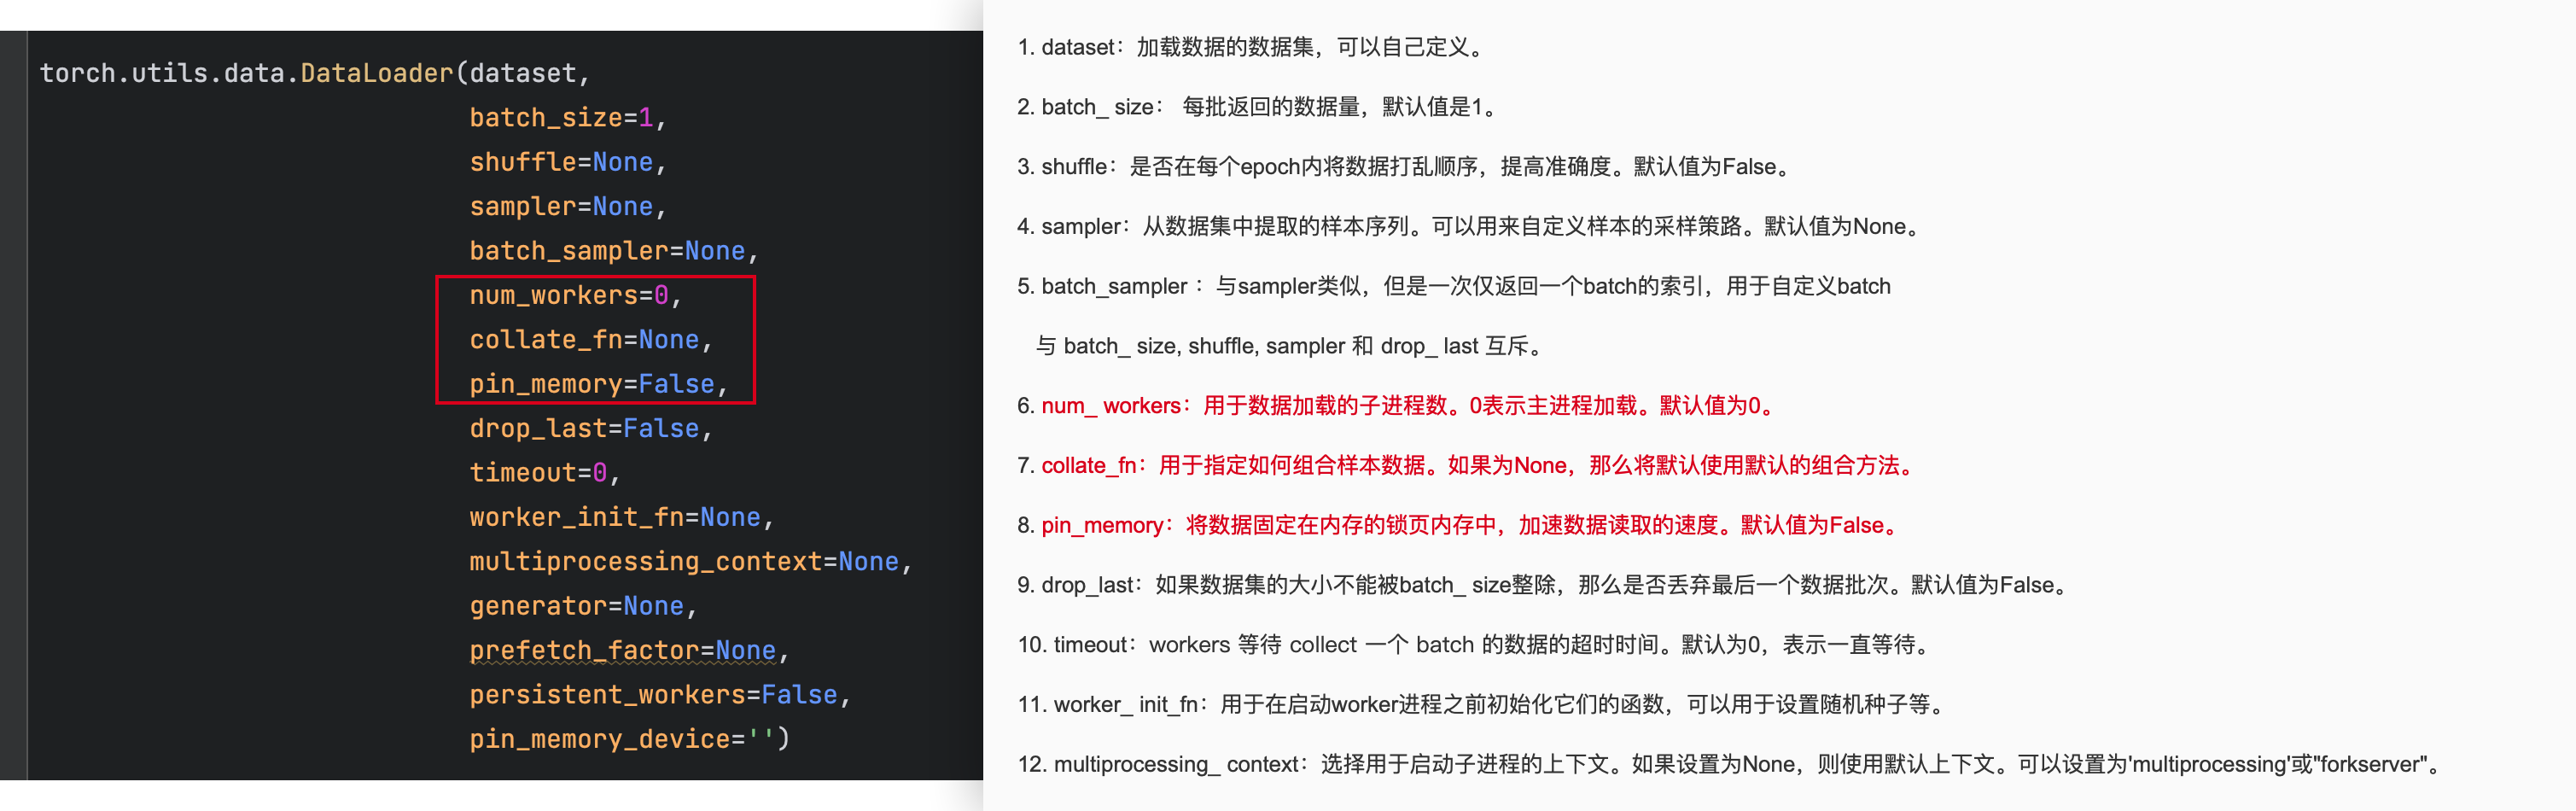 torch.utils.data.DataLoader(dataset,
batch_size=1,
shuffle=None,
sampler=None,
batch_sampler=None,
num_workers=0,
collate_fn=None,
pin_memory=False,
drop_last=False,
timeout=0,
worker_init_fn=None,
multiprocessing_context=None,
generator=None,
prefetch_factor=None,
persistent_workers=False,
pin_memory_device='')
1. dataset：加载数据的数据集，可以自己定义。
2. batch_ size： 每批返回的数据量，默认值是1。
3. shuffle：是否在每个epoch内将数据打乱顺序，提高准确度。默认值为False。
4. sampler：从数据集中提取的样本序列。可以用来自定义样本的采样策路。默认值为None。
5. batch_sampler ：与sampler类似，但是一次仅返回一个batch的索引，用于自定义batch
与 batch_ size, shuffle, sampler 和 drop_ last 互斥。
6. num_ workers：用于数据加载的子进程数。0表示主进程加载。默认值为0。
7. collate_fn：用于指定如何组合样本数据。如果为None，那么将默认使用默认的组合方法。
8. pin_memory：将数据固定在内存的锁页内存中，加速数据读取的速度。默认值为False。
9. drop_last：如果数据集的大小不能被batch_ size整除，那么是否丢弃最后一个数据批次。默认值为False。
10. timeout：workers 等待 collect 一个 batch 的数据的超时时间。默认为0，表示一直等待。
11. worker_ init_fn：用于在启动worker进程之前初始化它们的函数，可以用于设置随机种子等。
12. multiprocessing_ context：选择用于启动子进程的上下文。如果设置为None，则使用默认上下文。可以设置为'multiprocessing'或"forkserver"。